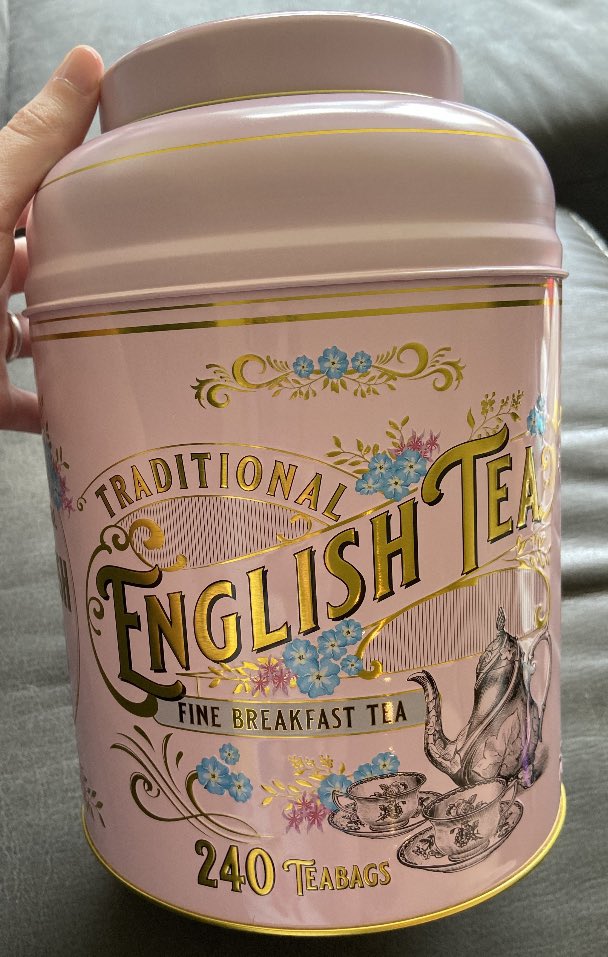 TRADITIONAL
ENGLISH TEA
FINE BREAKFAST TEA
240 TEABAGS